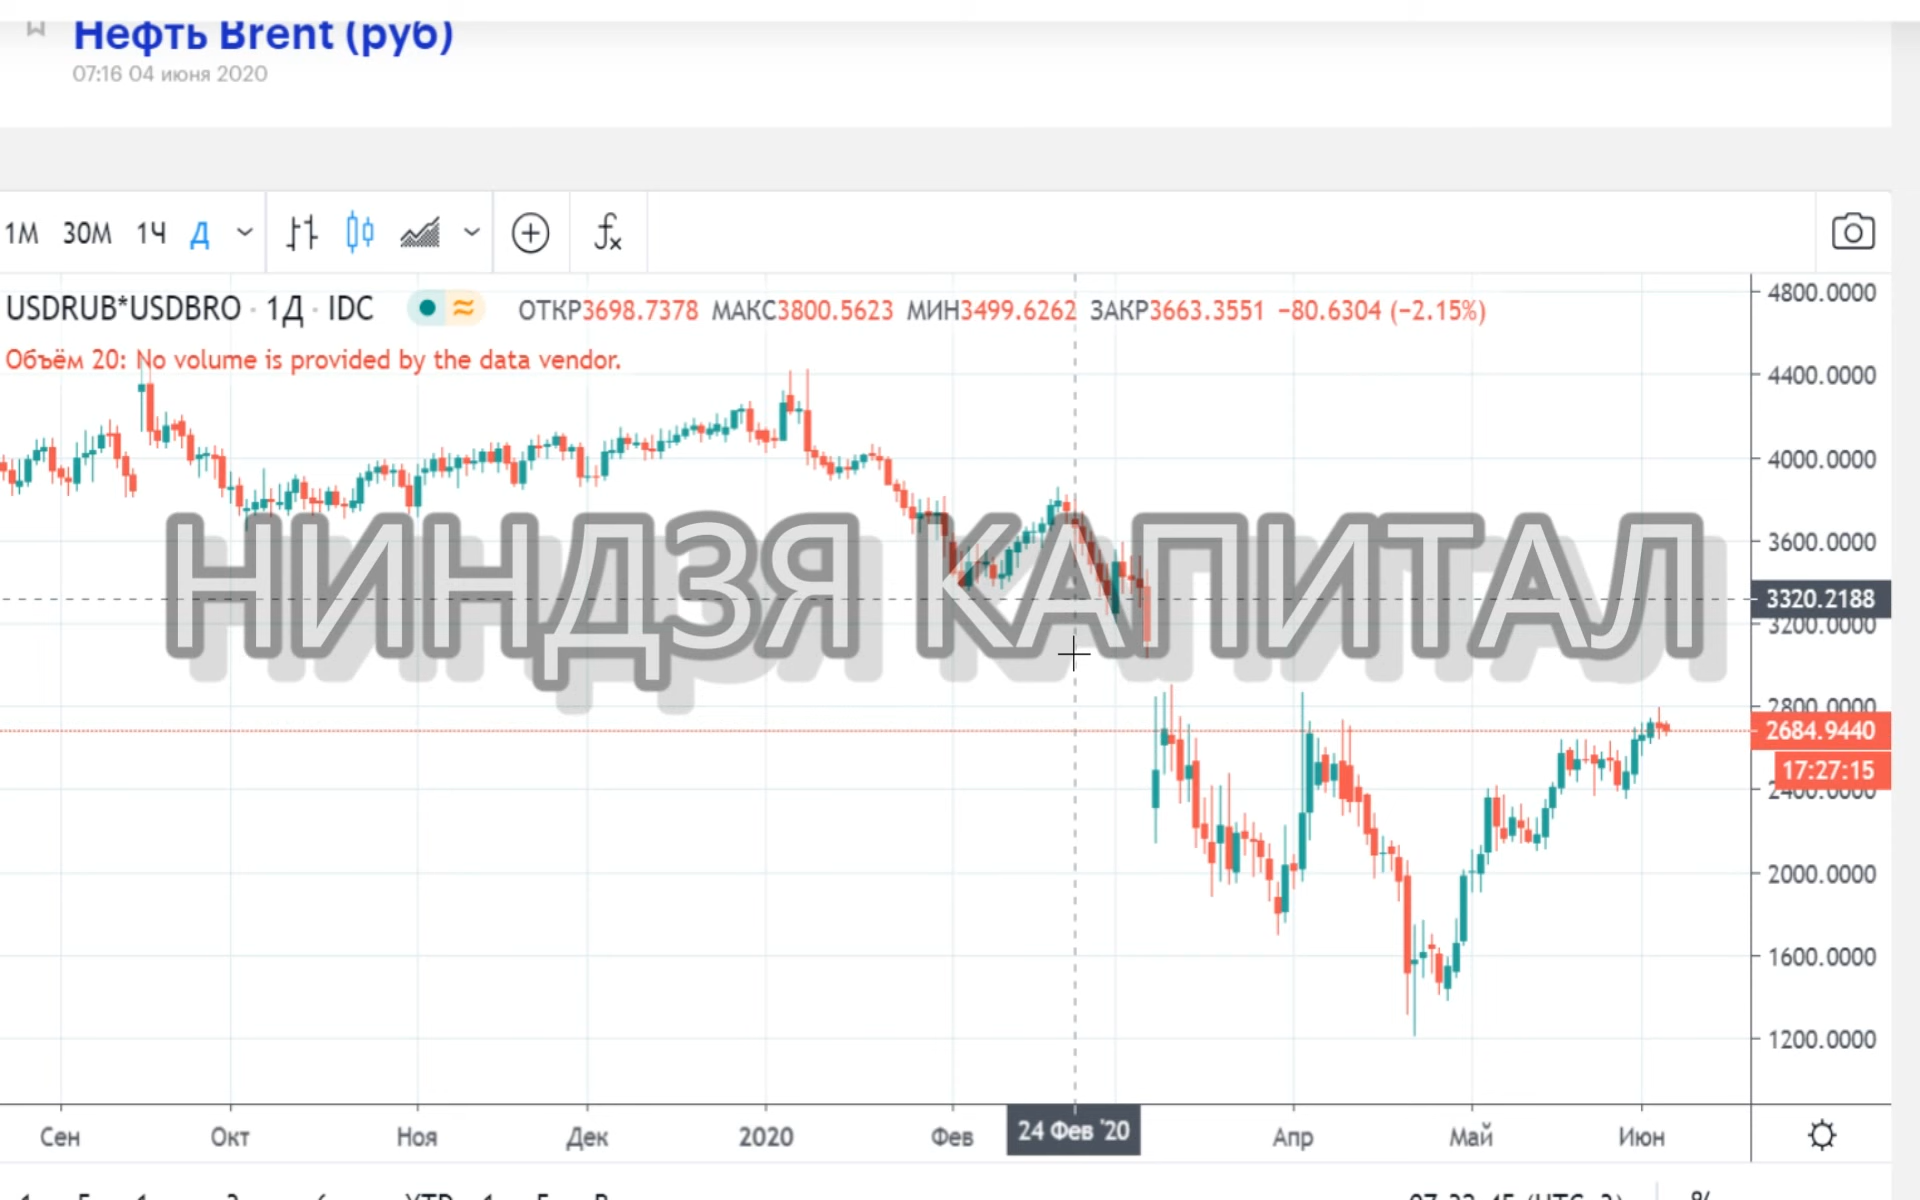 Нефть Brent (руб)
07:16 04 июня 2020
1М 30М 1Ч Д
USDRUB*USDBRO · 1Д · IDC ОТКР3698.7378 МАКС3800.5623 МИН3499.6262 ЗАКР3663.3551 −80.6304 (−2.15%)
Объём 20: No volume is provided by the data vendor.
4800.0000
4400.0000
4000.0000
3600.0000
НИНДЗЯ КАПИТАЛ
3320.2188
3200.0000
2800.0000
2684.9440
17:27:15
2400.0000
2000.0000
1600.0000
1200.0000
Сен Окт Ноя Дек 2020 Фев 24 Фев '20 Апр Май Июн